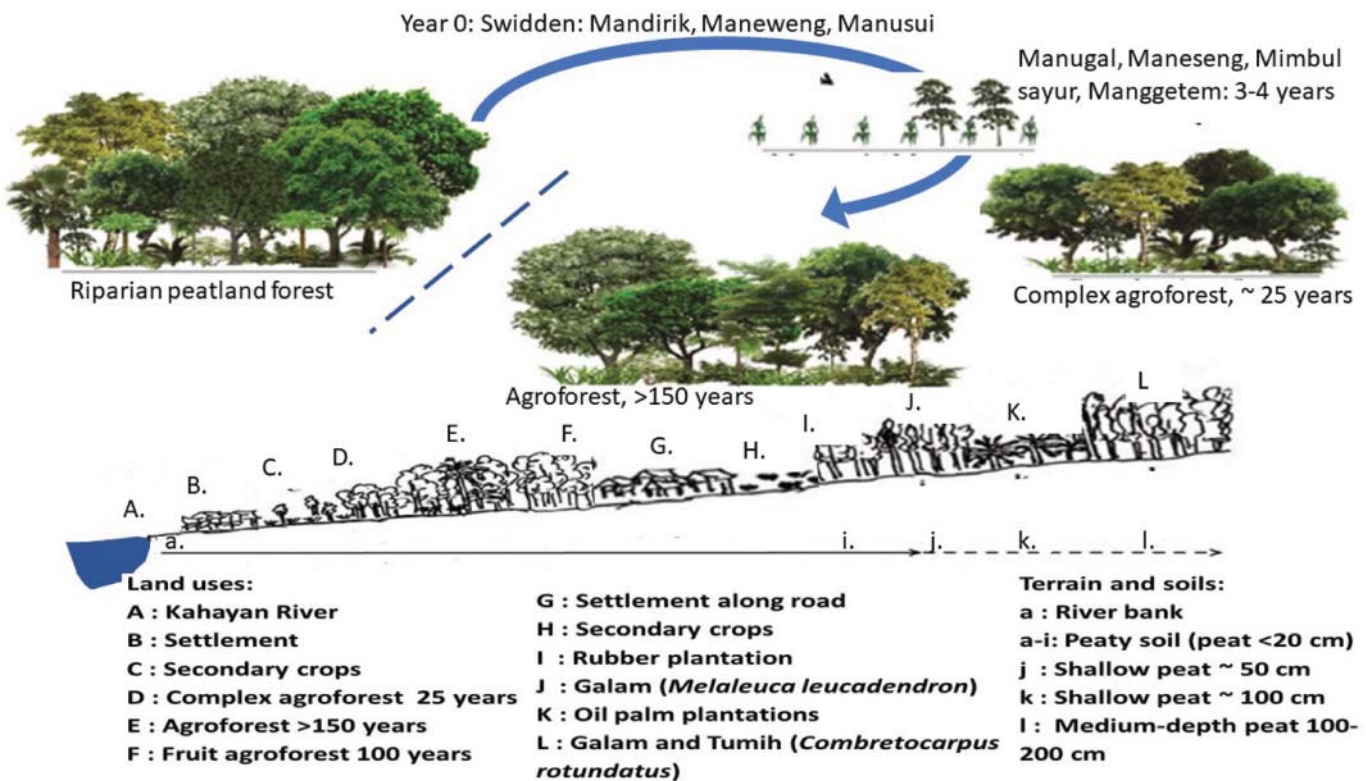 Year 0: Swidden: Mandirik, Maneweng, Manusui
Manugal, Maneseng, Mimbul
sayur, Manggetem: 3-4 years
Riparian peatland forest
Complex agroforest, ~ 25 years
Agroforest, >150 years
A.
B.
C.
D.
E.
F.
G.
H.
I.
J.
K.
L
a.
i.
j.
k.
l.
Land uses:
A : Kahayan River
B : Settlement
C : Secondary crops
D : Complex agroforest 25 years
E : Agroforest >150 years
F : Fruit agroforest 100 years
G : Settlement along road
H : Secondary crops
I : Rubber plantation
J : Galam (Melaleuca leucadendron)
K : Oil palm plantations
L : Galam and Tumih (Combretocarpus
rotundatus)
Terrain and soils:
a : River bank
a-i: Peaty soil (peat <20 cm)
j : Shallow peat ~ 50 cm
k : Shallow peat ~ 100 cm
l : Medium-depth peat 100-
200 cm